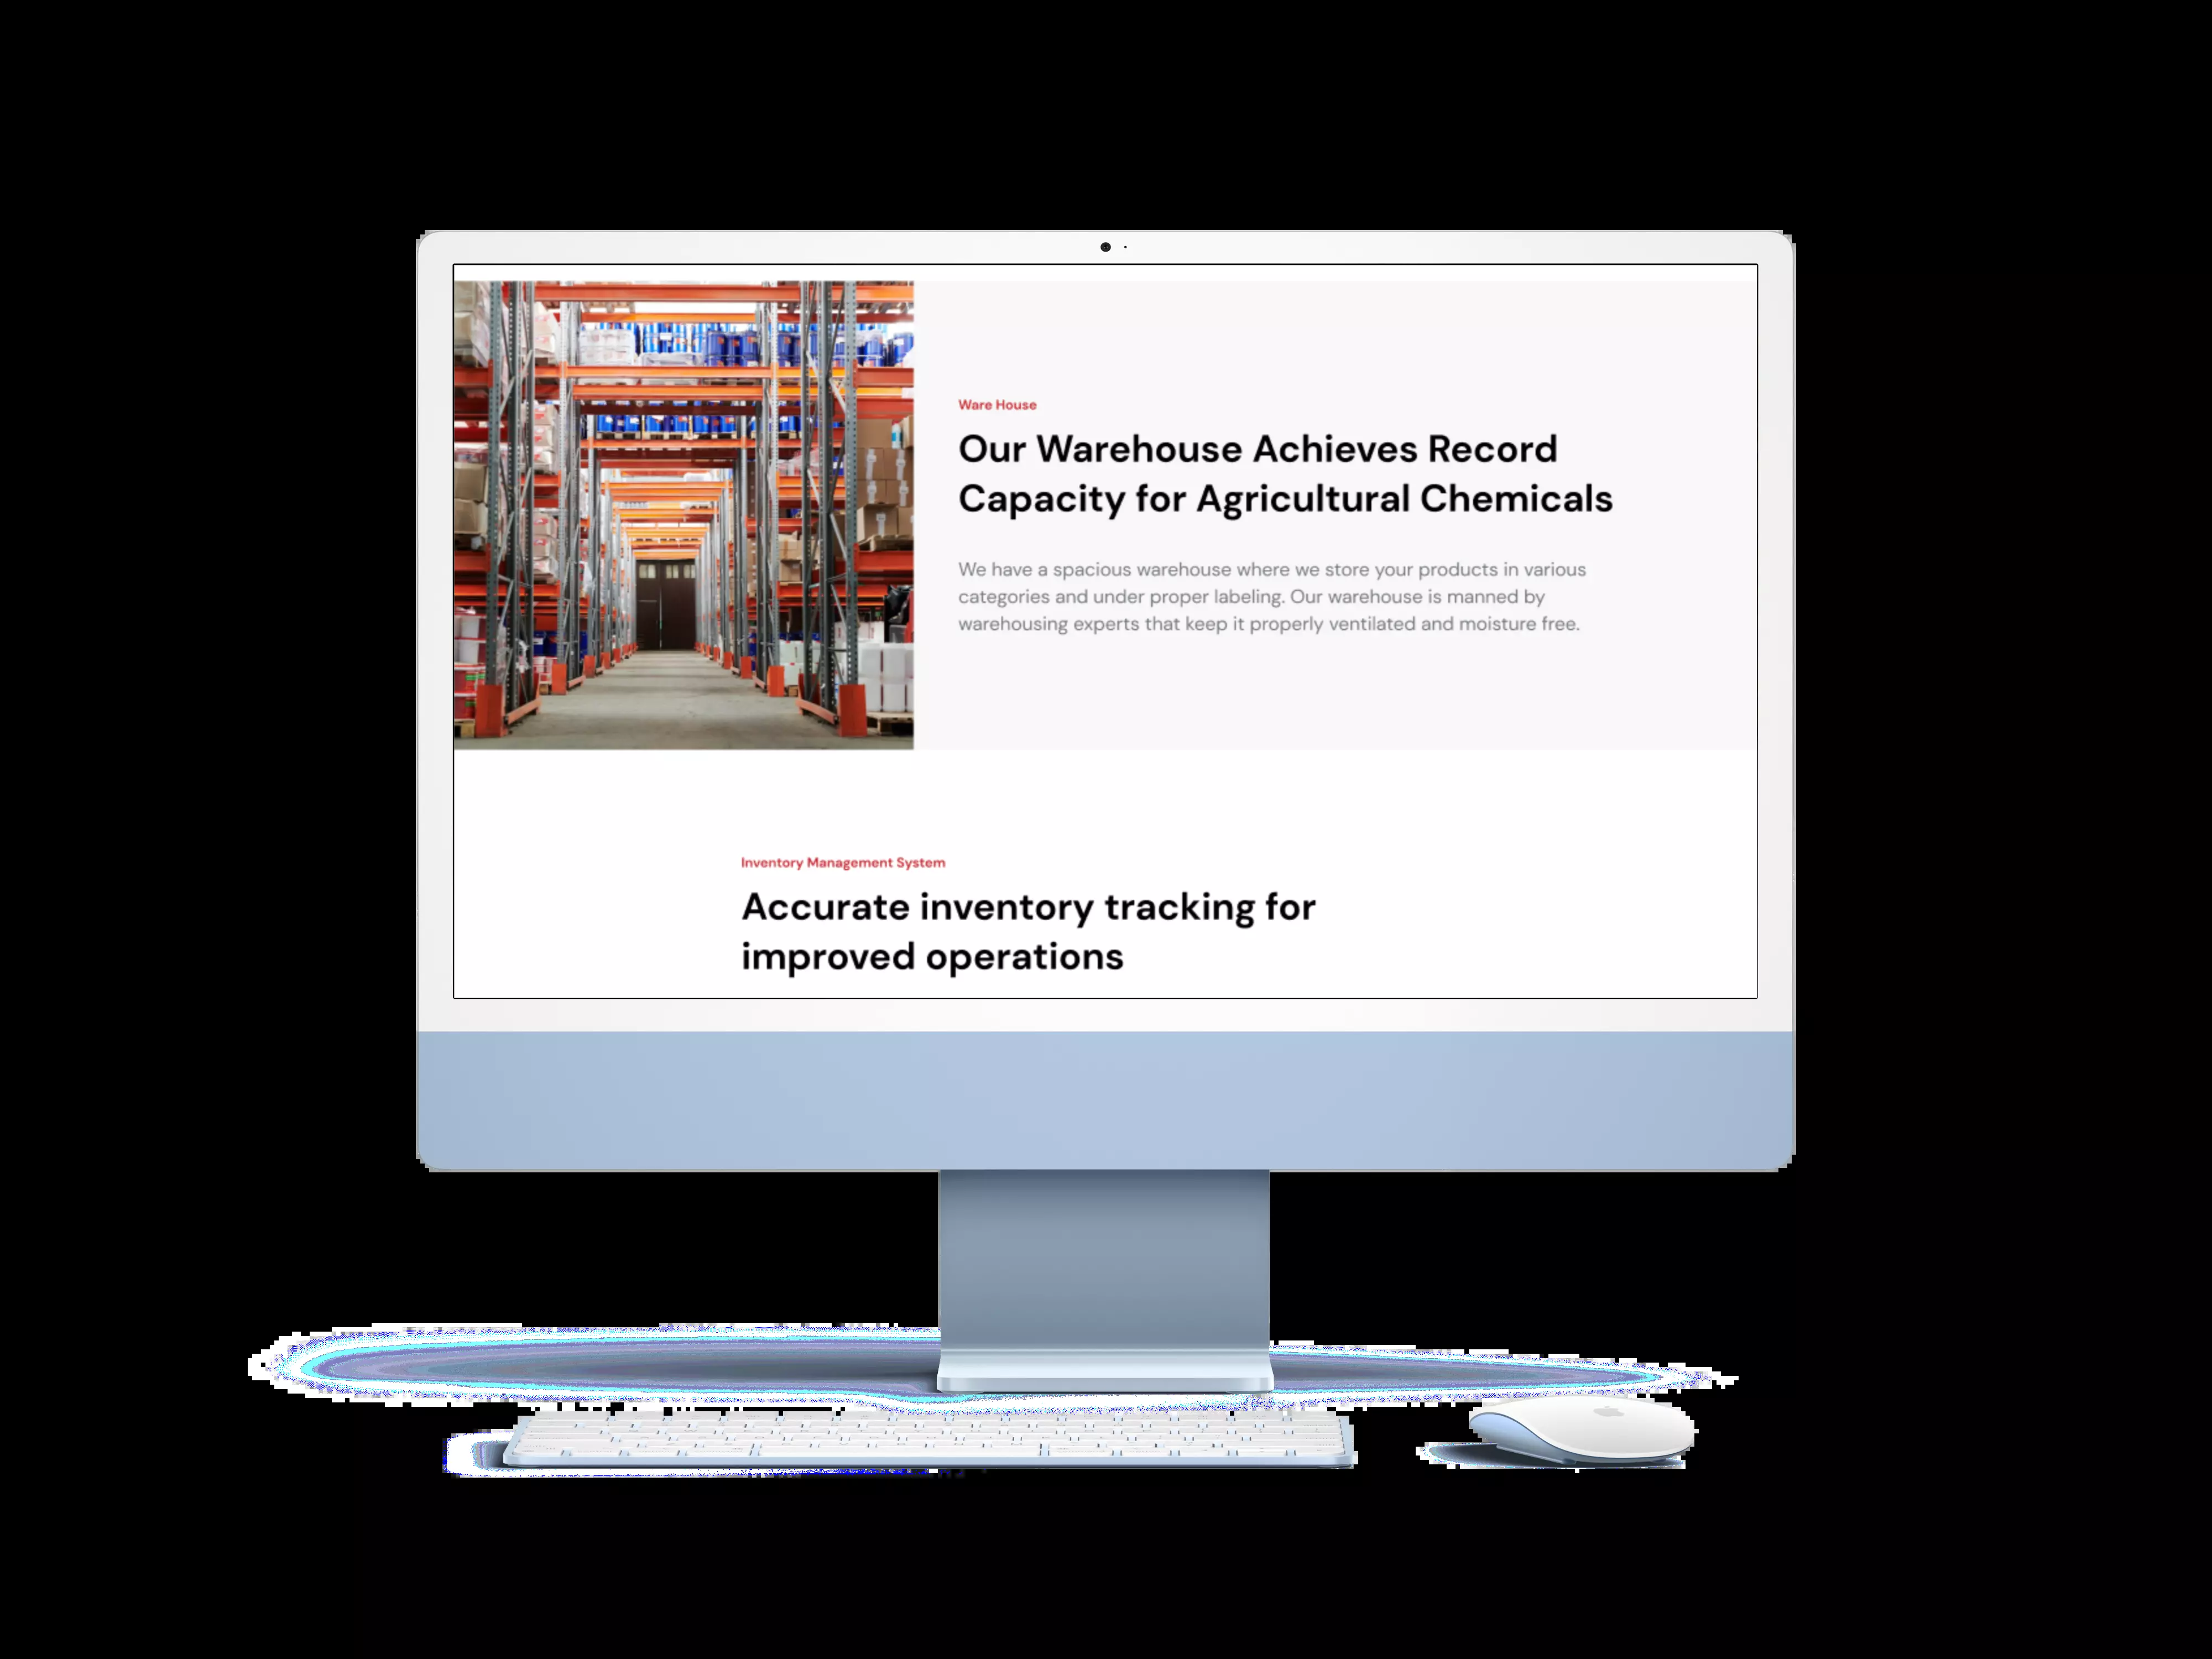 Ware House
Our Warehouse Achieves Record
Capacity for Agricultural Chemicals
We have a spacious warehouse where we store your products in various
categories and under proper labeling. Our warehouse is manned by
warehousing experts that keep it properly ventilated and moisture free.
Inventory Management System
Accurate inventory tracking for
improved operations